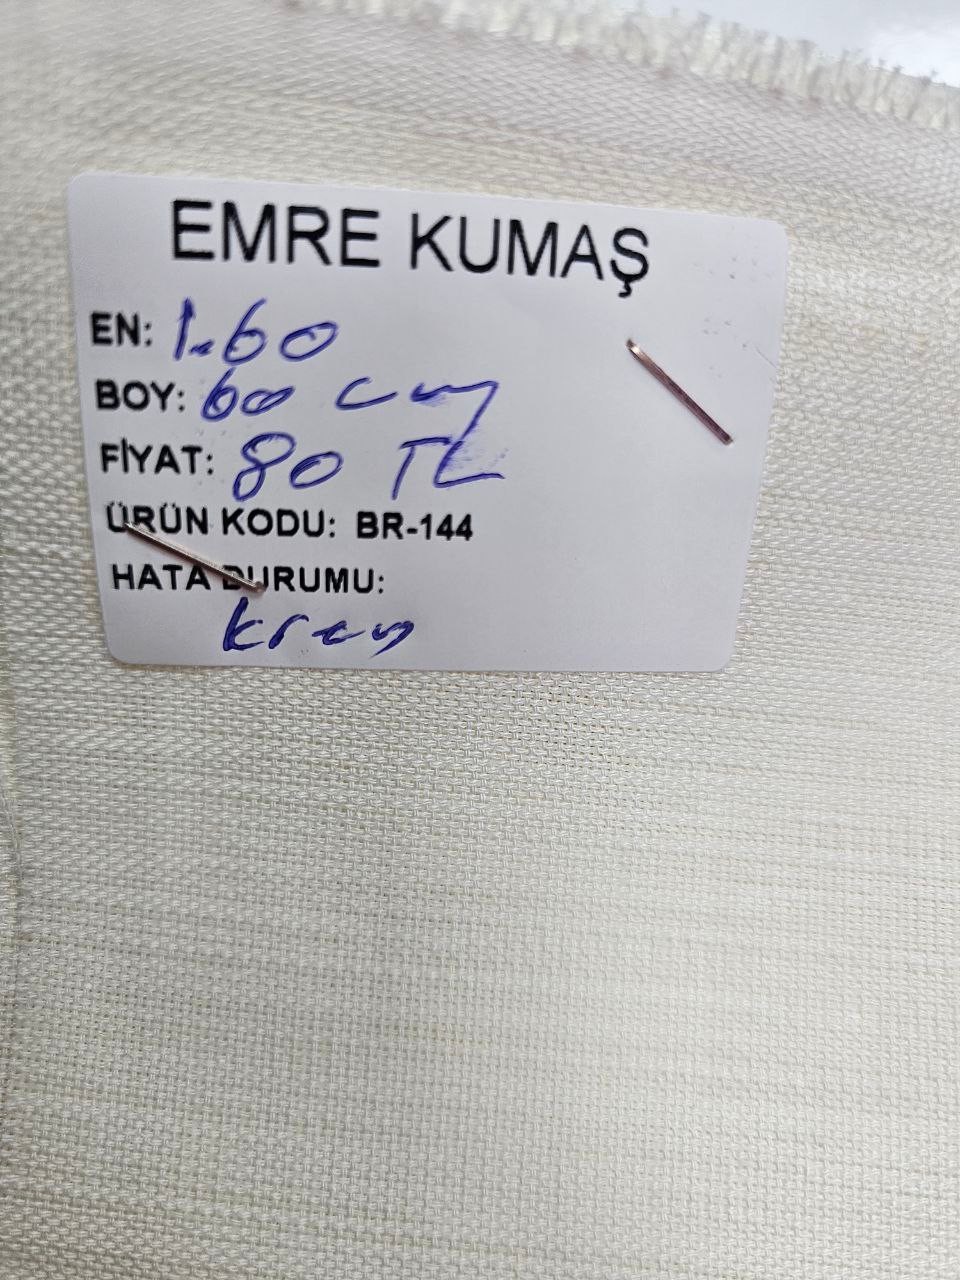 EMRE KUMAŞ
EN: 1.60
BOY: 60 cm
FİYAT: 80 TL
ÜRÜN KODU: BR-144
HATA DURUMU:
krem